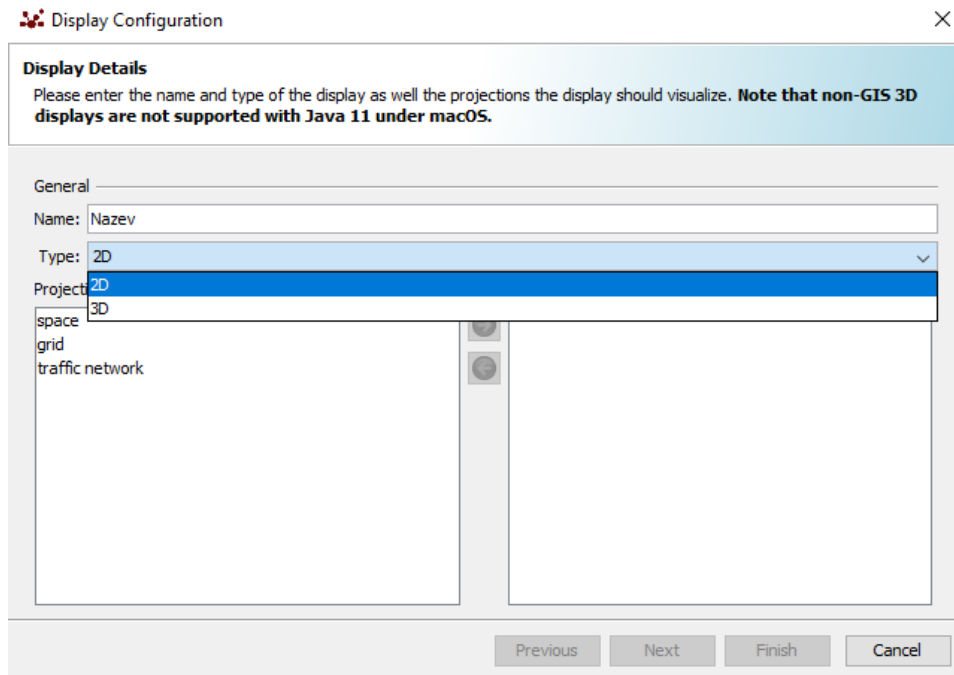 Display Configuration
Display Details
Please enter the name and type of the display as well the projections the display should visualize. Note that non-GIS 3D
displays are not supported with Java 11 under macOS.
General
Name: Nazev
Type: 2D
2D
Projecti
3D
space
grid
traffic network
Previous Next Finish Cancel